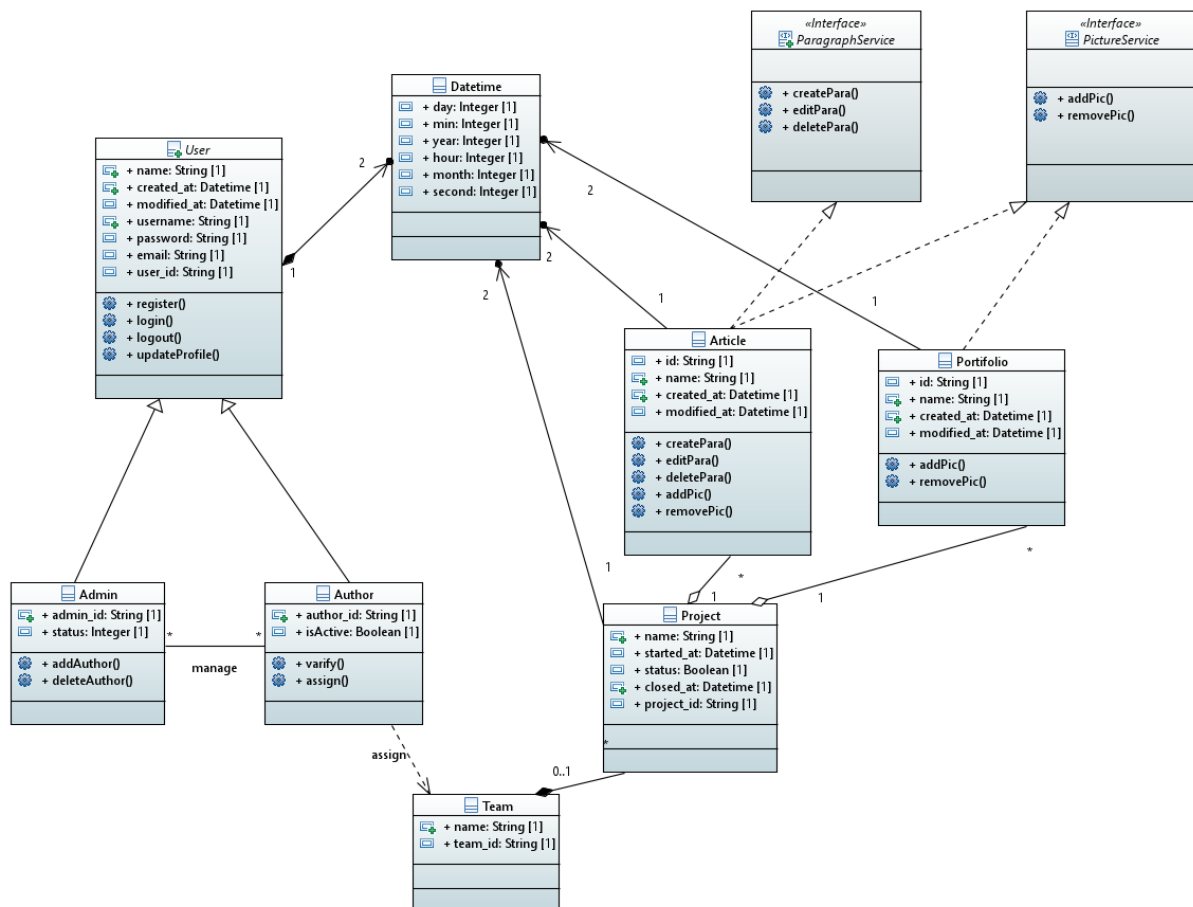 «Interface»
ParagraphService
+ createPara()
+ editPara()
+ deletePara()
«Interface»
PictureService
+ addPic()
+ removePic()
Datetime
+ day: Integer [1]
+ min: Integer [1]
+ year: Integer [1]
+ hour: Integer [1]
+ month: Integer [1]
+ second: Integer [1]
User
+ name: String [1]
+ created_at: Datetime [1]
+ modified_at: Datetime [1]
+ username: String [1]
+ password: String [1]
+ email: String [1]
+ user_id: String [1]
+ register()
+ login()
+ logout()
+ updateProfile()
2
1
2
1
2
1
2
1
Article
+ id: String [1]
+ name: String [1]
+ created_at: Datetime [1]
+ modified_at: Datetime [1]
+ createPara()
+ editPara()
+ deletePara()
+ addPic()
+ removePic()
Portifolio
+ id: String [1]
+ name: String [1]
+ created_at: Datetime [1]
+ modified_at: Datetime [1]
+ addPic()
+ removePic()
*
1
*
1
Admin
+ admin_id: String [1]
+ status: Integer [1]
+ addAuthor()
+ deleteAuthor()
*
*
manage
Author
+ author_id: String [1]
+ isActive: Boolean [1]
+ varify()
+ assign()
Project
+ name: String [1]
+ started_at: Datetime [1]
+ status: Boolean [1]
+ closed_at: Datetime [1]
+ project_id: String [1]
*
0..1
assign
Team
+ name: String [1]
+ team_id: String [1]